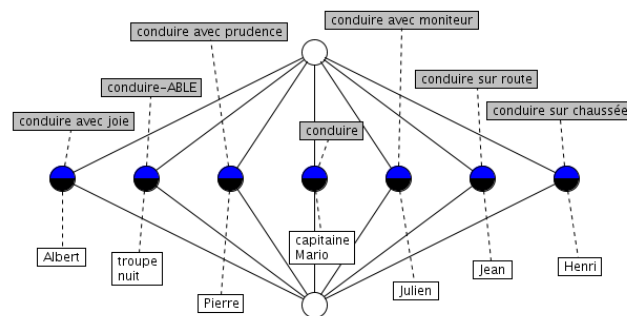 conduire avec moniteur
conduire avec prudence
conduire sur route
conduire-ABLE
conduire sur chaussée
conduire avec joie
conduire
capitaine
Mario
Albert
troupe
nuit
Henri
Jean
Julien
Pierre